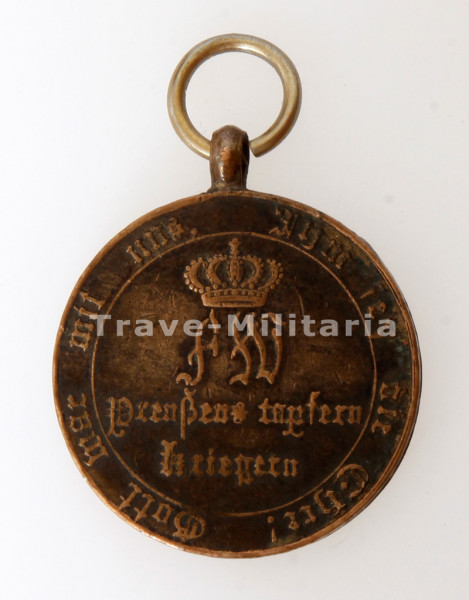 Gott war mit uns, Ihm sei die Ehre!
FW
Preußens tapfern
Kriegern
Trave-Militaria